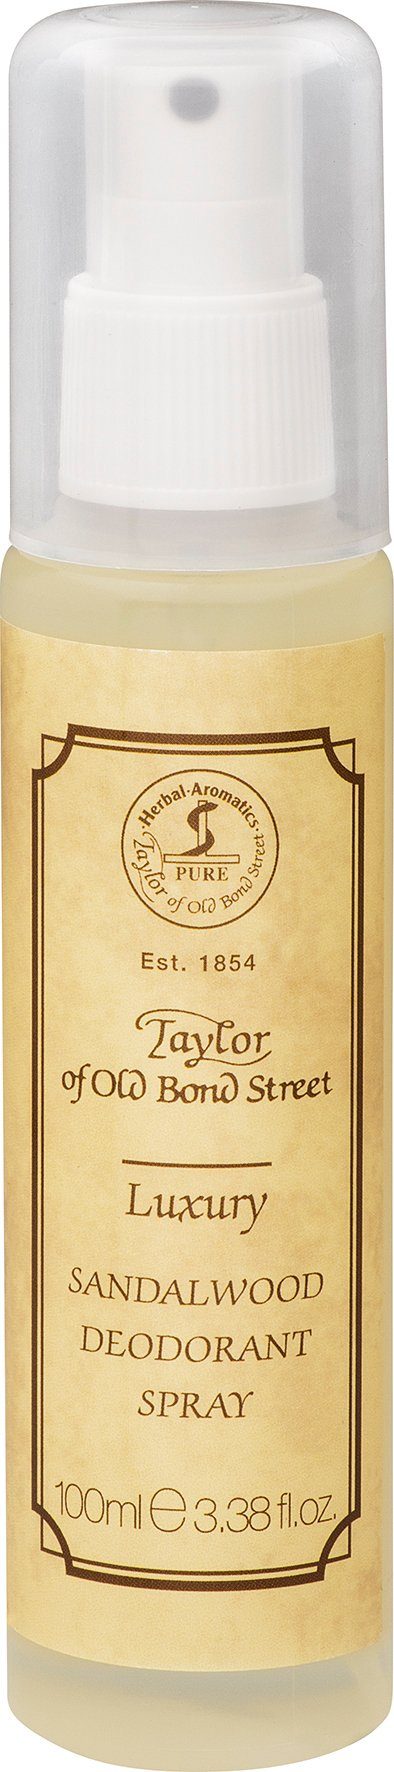 ·Herbal·Aromatics·
PURE
Taylor of Old Bond Street
Est. 1854
Taylor
of Old Bond Street
Luxury
SANDALWOOD
DEODORANT
SPRAY
100ml ℮ 3.38 fl.oz.